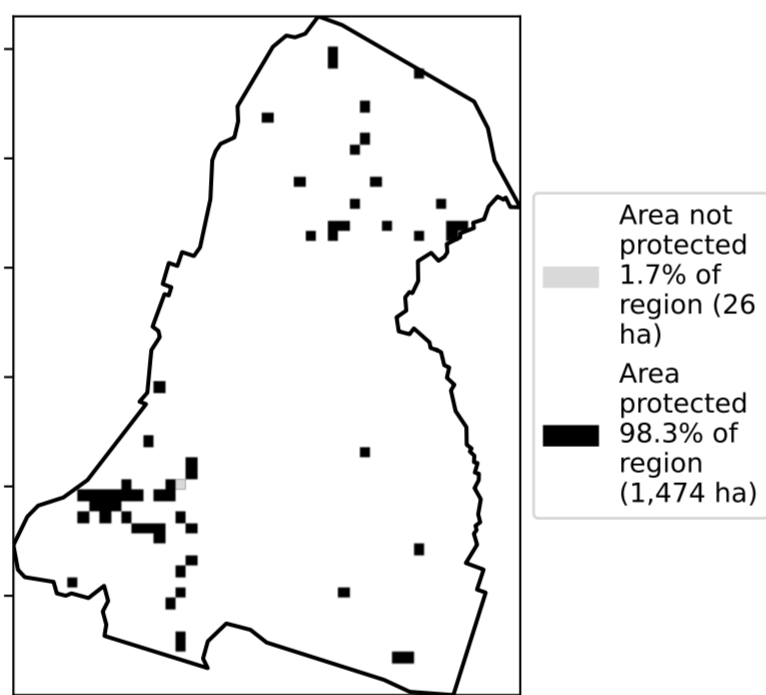 Area not
protected
1.7% of
region (26
ha)
Area
protected
98.3% of
region
(1,474 ha)